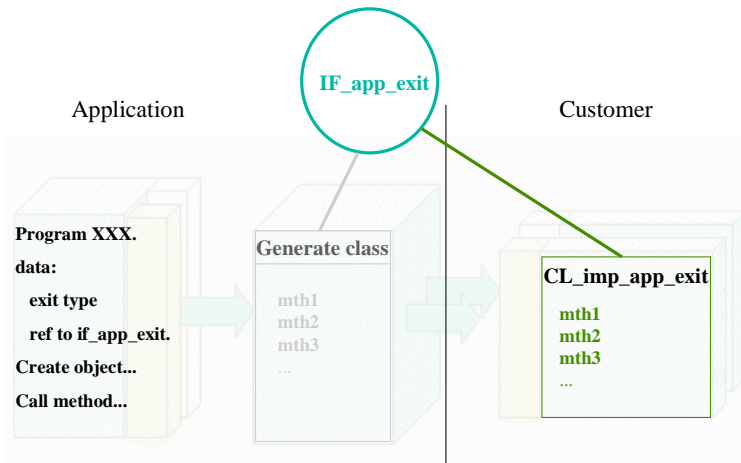 IF_app_exit
Application
Customer
Program XXX.
data:
exit type
ref to if_app_exit.
Create object...
Call method...
Generate class
mth1
mth2
mth3
...
CL_imp_app_exit
mth1
mth2
mth3
...